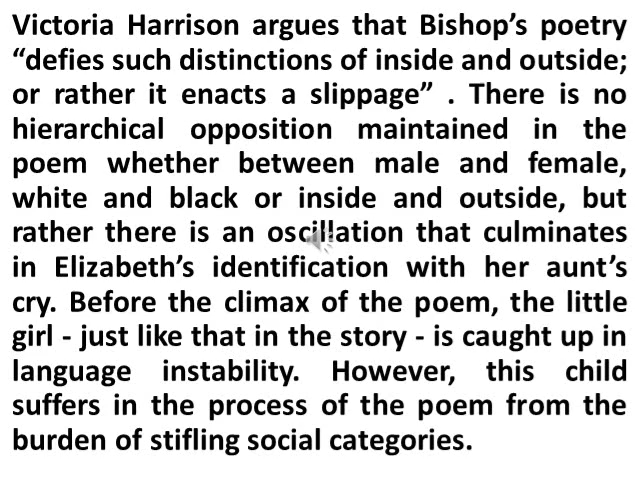 Victoria Harrison argues that Bishop’s poetry
“defies such distinctions of inside and outside;
or rather it enacts a slippage” . There is no
hierarchical opposition maintained in the
poem whether between male and female,
white and black or inside and outside, but
rather there is an oscillation that culminates
in Elizabeth’s identification with her aunt’s
cry. Before the climax of the poem, the little
girl - just like that in the story - is caught up in
language instability. However, this child
suffers in the process of the poem from the
burden of stifling social categories.